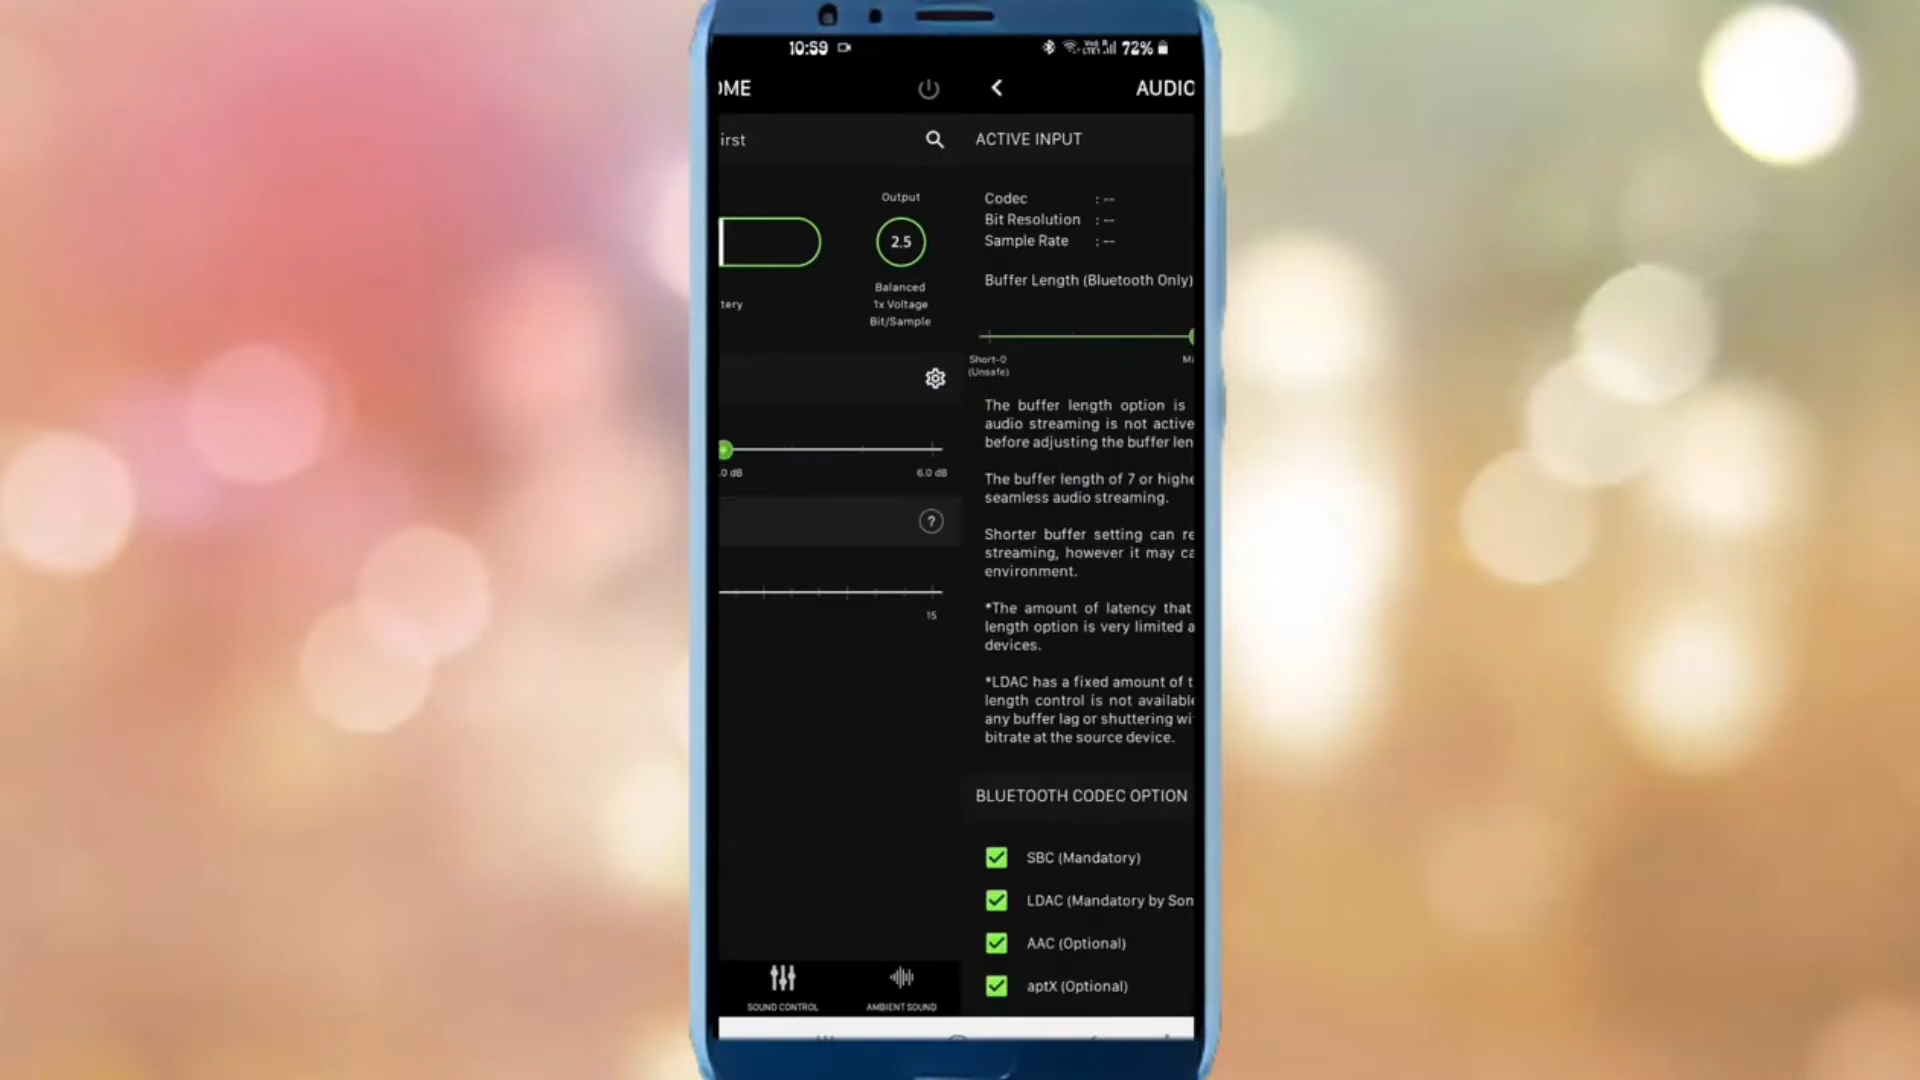 10:59
72%
OME
irst
Output
2.5
Balanced
1x Voltage
Bit/Sample
tery
.0 dB
6.0 dB
?
15
SOUND CONTROL
AMBIENT SOUND
AUDIO
ACTIVE INPUT
Codec : --
Bit Resolution : --
Sample Rate : --
Buffer Length (Bluetooth Only)
Short-0
(Unsafe)
Mi
The buffer length option is
audio streaming is not active
before adjusting the buffer len
The buffer length of 7 or highe
seamless audio streaming.
Shorter buffer setting can re
streaming, however it may ca
environment.
*The amount of latency that
length option is very limited a
devices.
*LDAC has a fixed amount of t
length control is not available
any buffer lag or shuttering wi
bitrate at the source device.
BLUETOOTH CODEC OPTION
SBC (Mandatory)
LDAC (Mandatory by Son
AAC (Optional)
aptX (Optional)